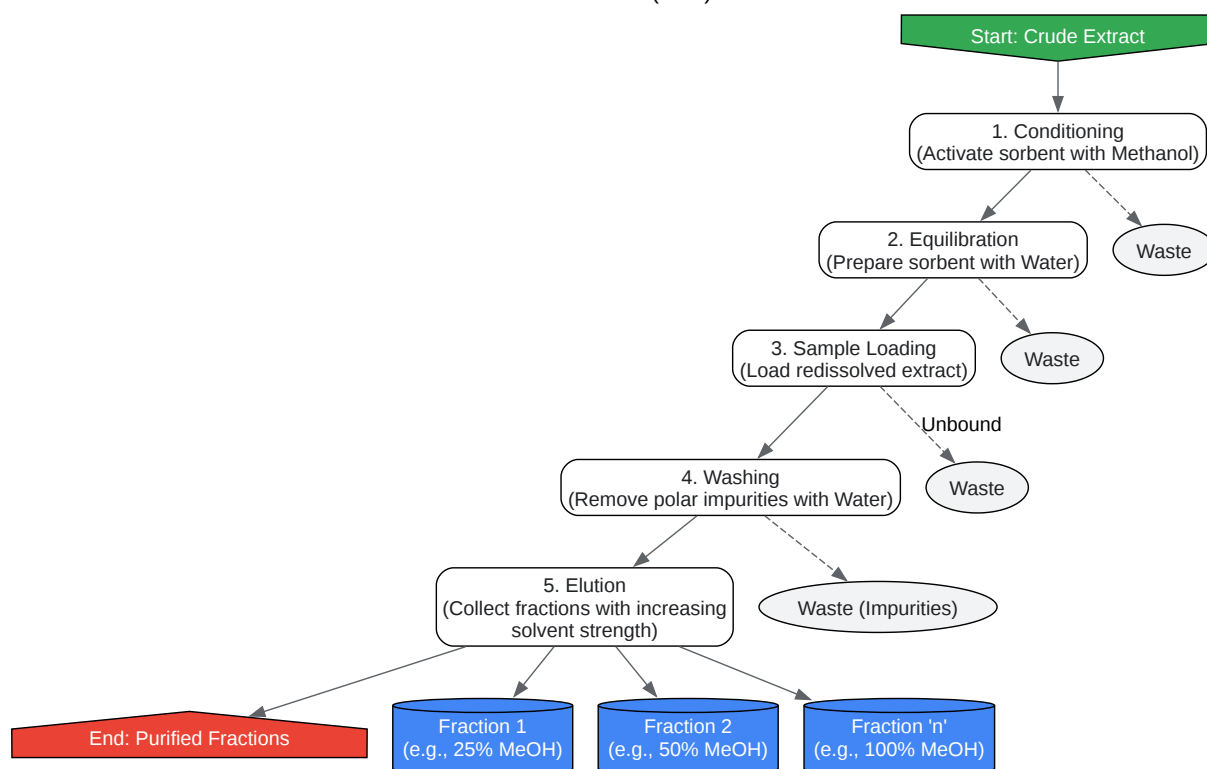 Start: Crude Extract
1. Conditioning
(Activate sorbent with Methanol)
2. Equilibration
(Prepare sorbent with Water)
Waste
3. Sample Loading
(Load redissolved extract)
Waste
Unbound
4. Washing
(Remove polar impurities with Water)
Waste
5. Elution
(Collect fractions with increasing
solvent strength)
Waste (Impurities)
End: Purified Fractions
Fraction 1
(e.g., 25% MeOH)
Fraction 2
(e.g., 50% MeOH)
Fraction 'n'
(e.g., 100% MeOH)